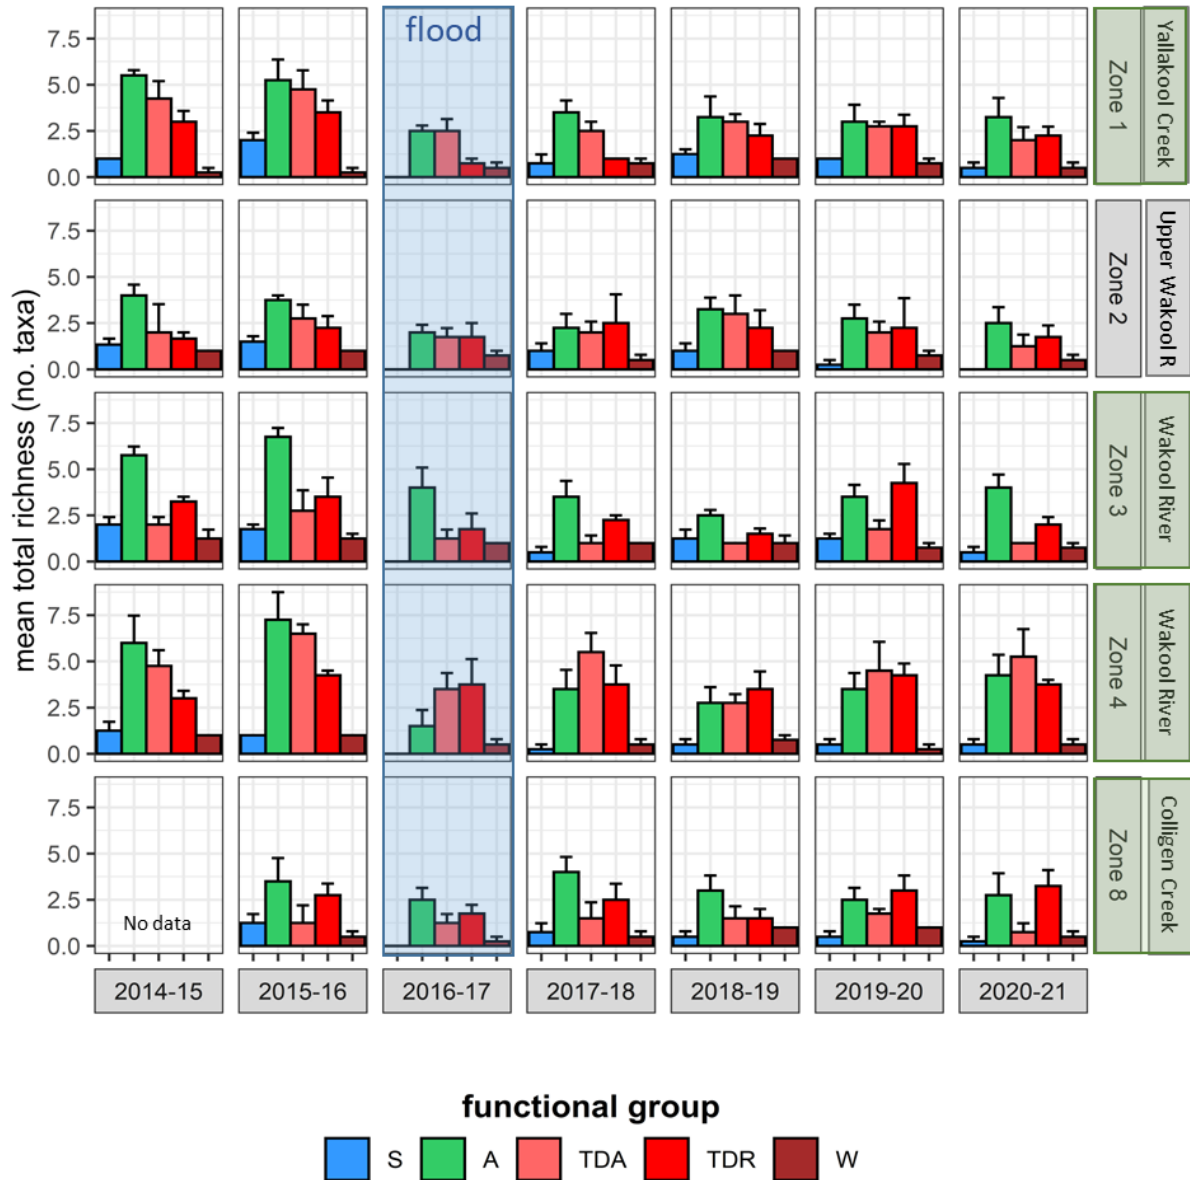 flood
mean total richness (no. taxa)
7.5
5.0
2.5
0.0
Zone 1
Yallakool Creek
7.5
5.0
2.5
0.0
Zone 2
Upper Wakool R
7.5
5.0
2.5
0.0
Zone 3
Wakool River
7.5
5.0
2.5
0.0
Zone 4
Wakool River
7.5
5.0
2.5
0.0
No data
Zone 8
Colligen Creek
2014-15 2015-16 2016-17 2017-18 2018-19 2019-20 2020-21
functional group
S A TDA TDR W